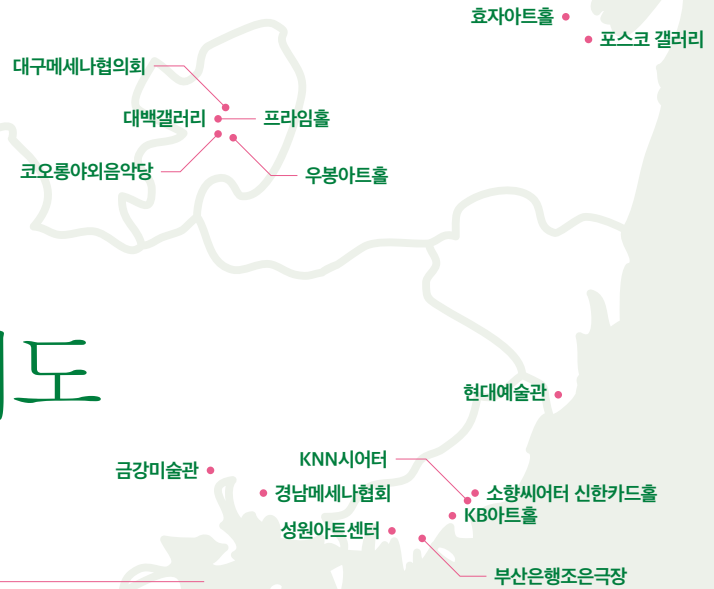 효자아트홀
포스코 갤러리
대구메세나협의회
대백갤러리
프라임홀
코오롱야외음악당
우봉아트홀
도
현대예술관
KNN시어터
금강미술관
경남메세나협회
소향씨어터 신한카드홀
KB아트홀
성원아트센터
부산은행조은극장